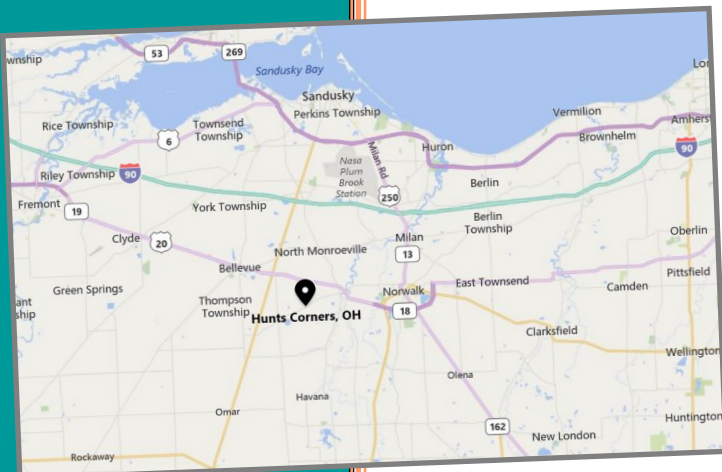 53
269
wnship
Sandusky Bay
Lor
Sandusky
Perkins Township
Vermilion
Rice Township
Townsend
Township
Amherst
Brownhelm
6
Huron
Milan Rd
90
Nasa
Plum
Brook
Station
Riley Township
90
Berlin
250
Fremont
19
York Township
Berlin
Township
Clyde
20
Milan
Oberlin
North Monroeville
13
Bellevue
Pittsfield
East Townsend
Green Springs
Camden
Norwalk
ant
ship
Thompson
Township
Hunts Corners, OH
18
Clarksfield
Wellington
Olena
Havana
Omar
Huntington
162
New London
Rockaway